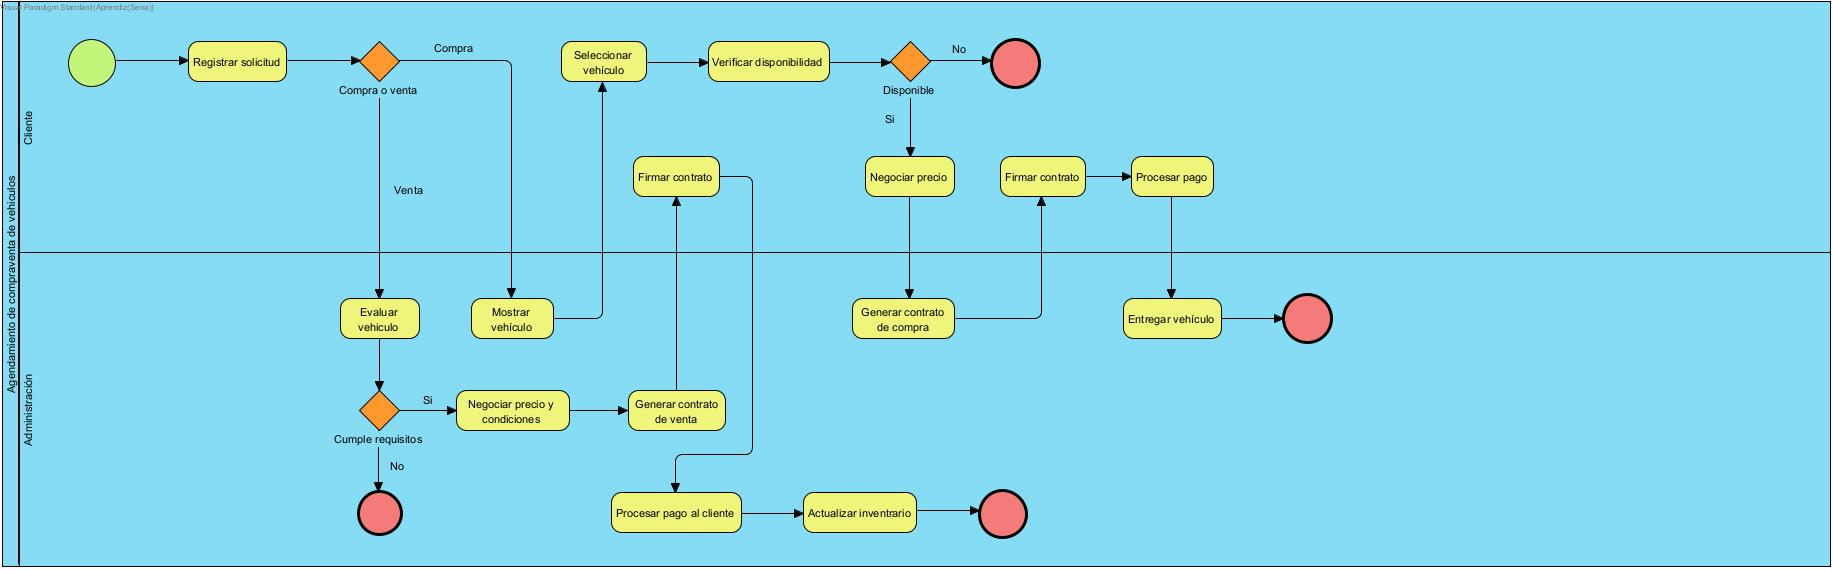 Visual Paradigm Standard(Aprendiz(Sena))
Agendamiento de compraventa de vehiculos
Cliente
Registrar solicitud
Compra o venta
Compra
Venta
Seleccionar
vehículo
Verificar disponibilidad
Disponible
No
Si
Firmar contrato
Negociar precio
Firmar contrato
Procesar pago
Administración
Evaluar
vehiculo
Mostrar
vehículo
Generar contrato
de compra
Entregar vehículo
Cumple requisitos
Si
No
Negociar precio y
condiciones
Generar contrato
de venta
Procesar pago al cliente
Actualizar inventrario